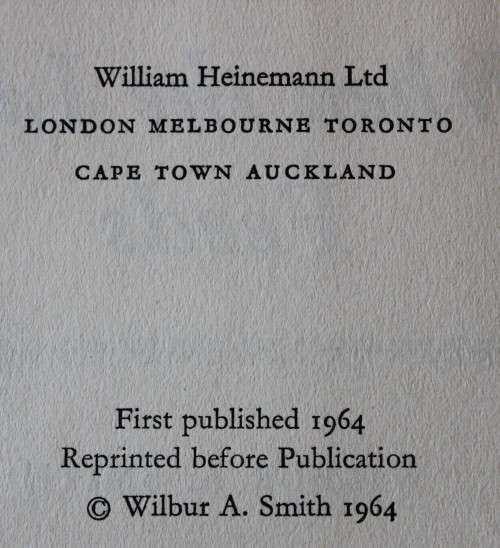 William Heinemann Ltd
LONDON MELBOURNE TORONTO
CAPE TOWN AUCKLAND
First published 1964
Reprinted before Publication
© Wilbur A. Smith 1964